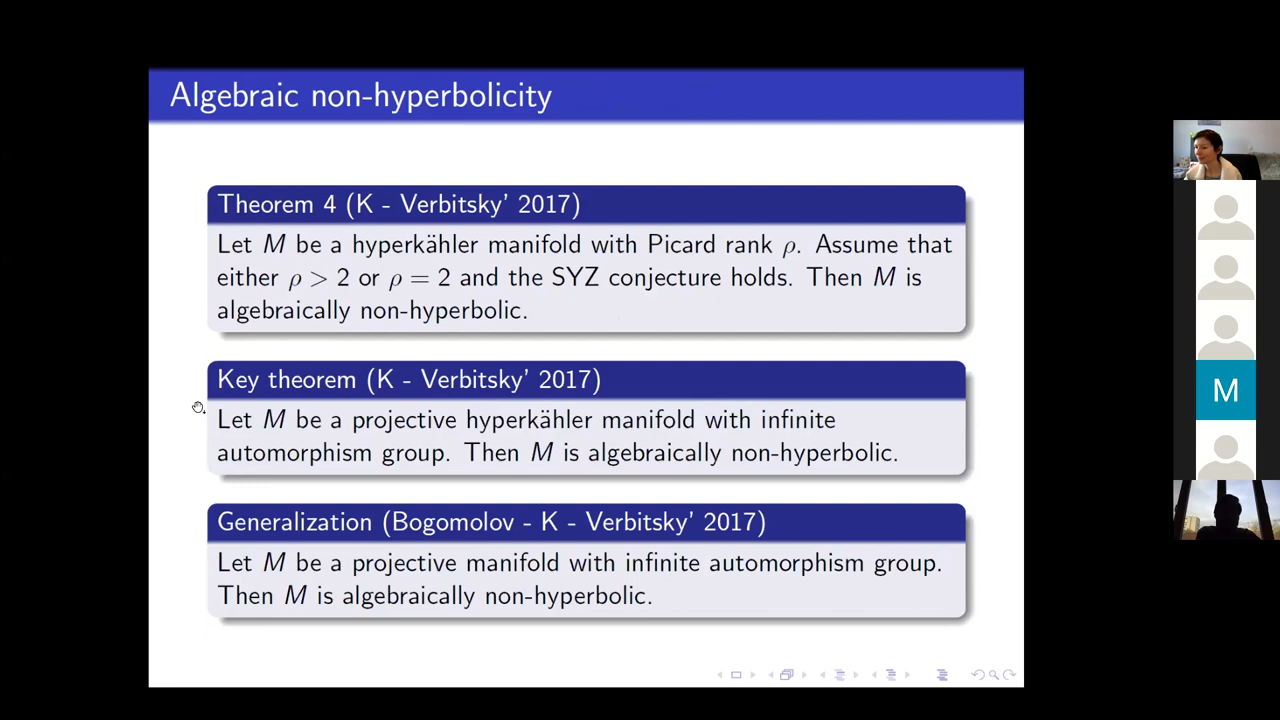 Algebraic non-hyperbolicity
Theorem 4 (K - Verbitsky' 2017)
Let M be a hyperkähler manifold with Picard rank ρ. Assume that
either ρ > 2 or ρ = 2 and the SYZ conjecture holds. Then M is
algebraically non-hyperbolic.
Key theorem (K - Verbitsky' 2017)
Let M be a projective hyperkähler manifold with infinite
automorphism group. Then M is algebraically non-hyperbolic.
Generalization (Bogomolov - K - Verbitsky' 2017)
Let M be a projective manifold with infinite automorphism group.
Then M is algebraically non-hyperbolic.
M